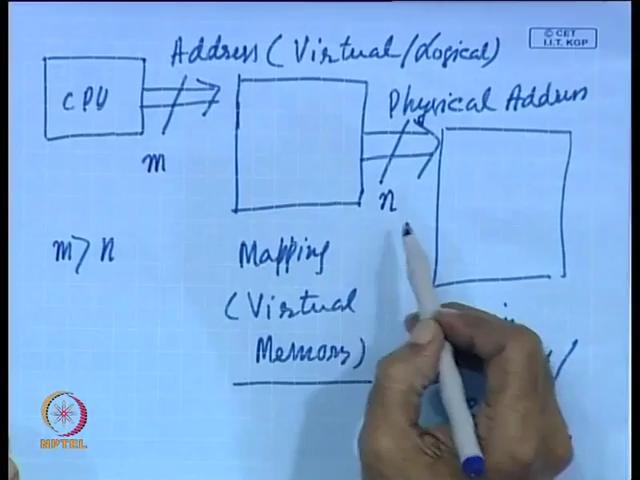 © CET
I.I.T. KGP
Address (Virtual/Logical)
CPU
Physical Address
m
n
m > n
Mapping
(Virtual
Memory)
NPTEL